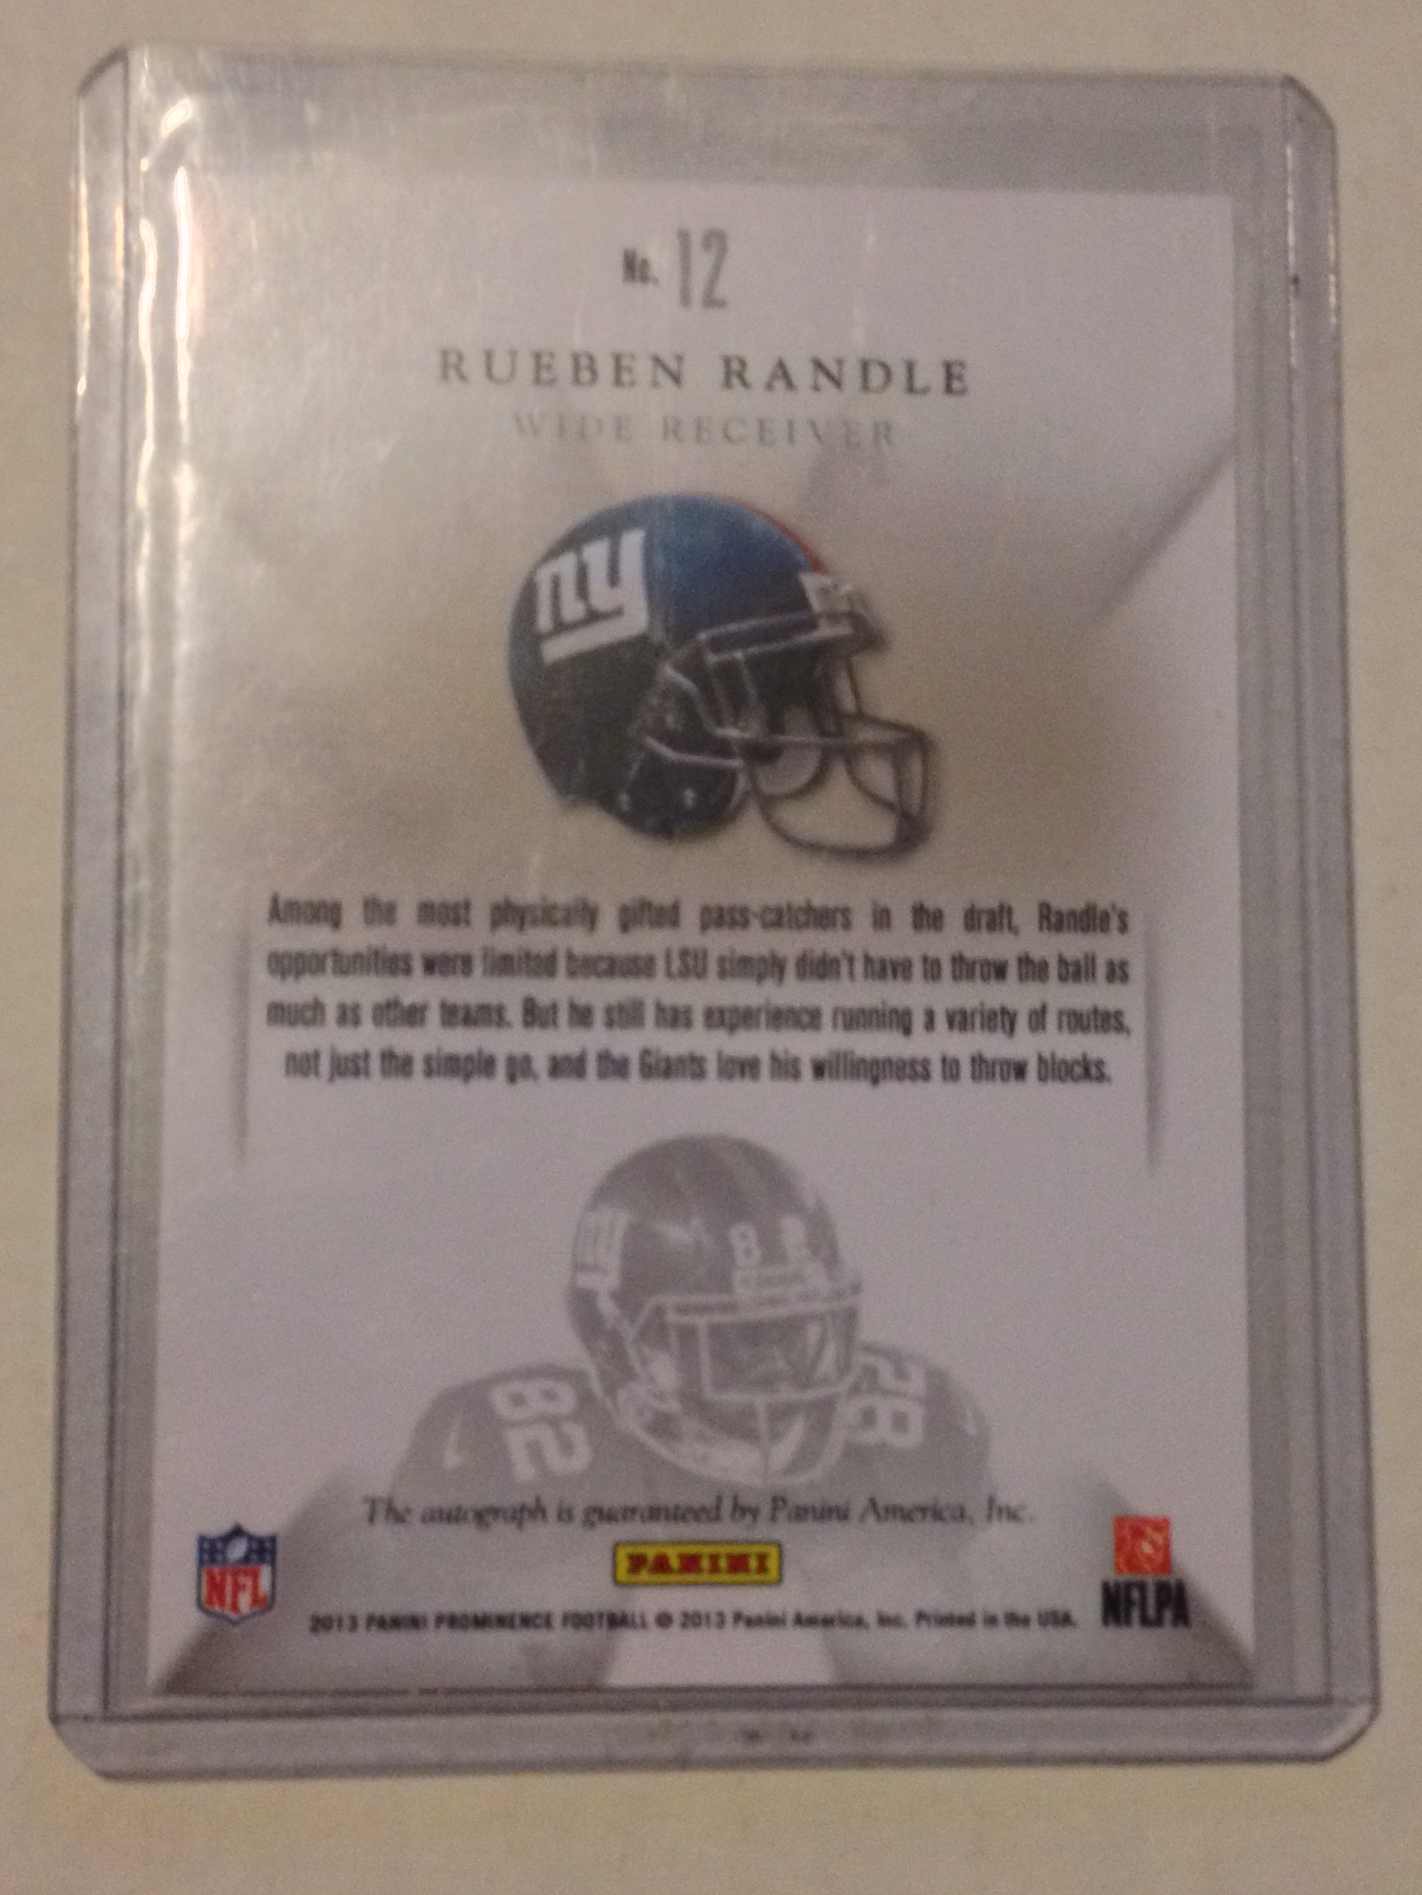 No. 12
RUEBEN RANDLE
WIDE RECEIVER
ny
Among the most physically gifted pass-catchers in the draft, Randle's
opportunities were limited because LSU simply didn't have to throw the ball as
much as other teams. But he still has experience running a variety of routes,
not just the simple go, and the Giants love his willingness to throw blocks.
82
82
The autograph is guaranteed by Panini America, Inc.
PANINI
NFL
NFLPA
2013 PANINI PROMINENCE FOOTBALL © 2013 Panini America, Inc. Printed in the USA.